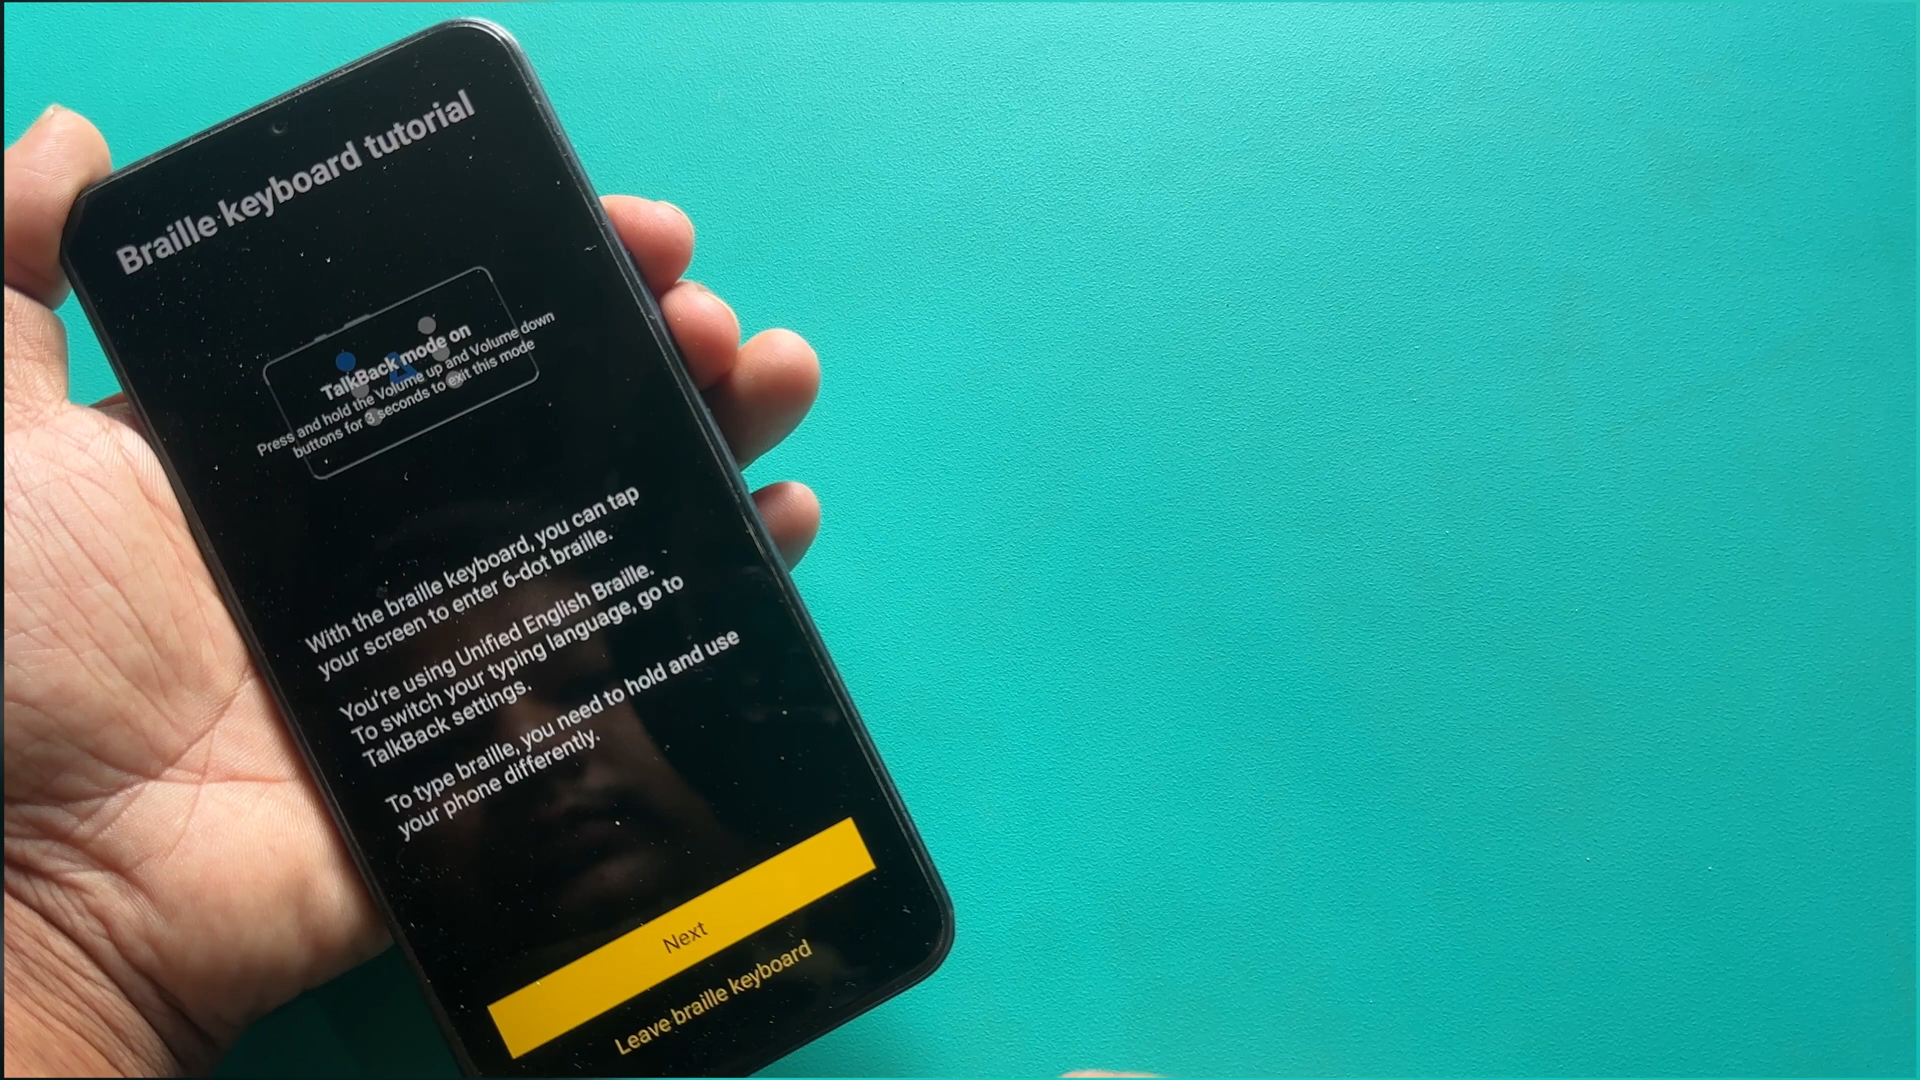 Braille keyboard tutorial
TalkBack mode on
Press and hold the Volume up and Volume down
buttons for 3 seconds to exit this mode
With the braille keyboard, you can tap
your screen to enter 6-dot braille.
You're using Unified English Braille.
To switch your typing language, go to
TalkBack settings.
To type braille, you need to hold and use
your phone differently.
Next
Leave braille keyboard